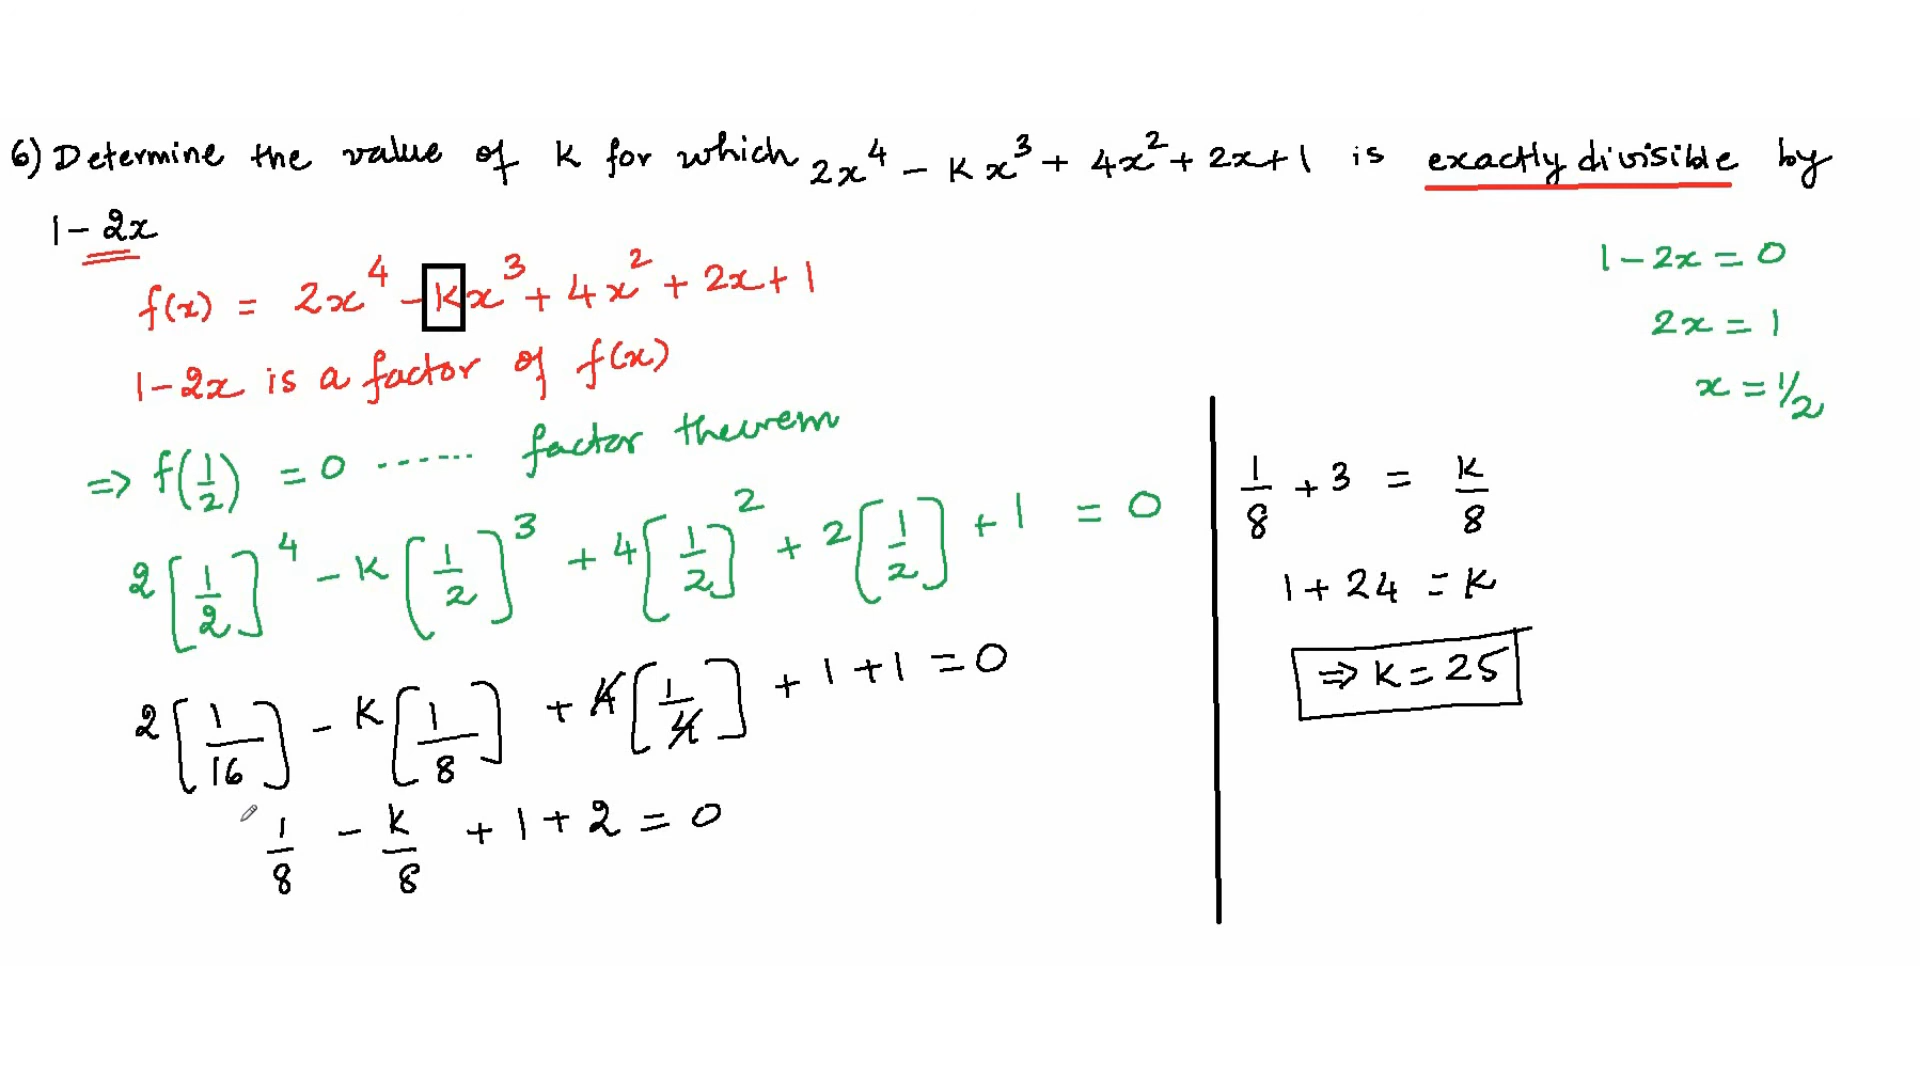 6) Determine the value of K for which 2x⁴ - Kx³ + 4x² + 2x + 1 is exactly divisible by
1 - 2x
f(x) = 2x⁴ - Kx³ + 4x² + 2x + 1
1 - 2x is a factor of f(x)
=> f(1/2) = 0 ------- factor theorem
2[1/2]⁴ - K[1/2]³ + 4[1/2]² + 2[1/2] + 1 = 0
2[1/16] - K[1/8] + 4[1/4] + 1 + 1 = 0
1/8 - K/8 + 1 + 2 = 0
1 - 2x = 0
2x = 1
x = 1/2
1/8 + 3 = K/8
1 + 24 = K
=> K = 25